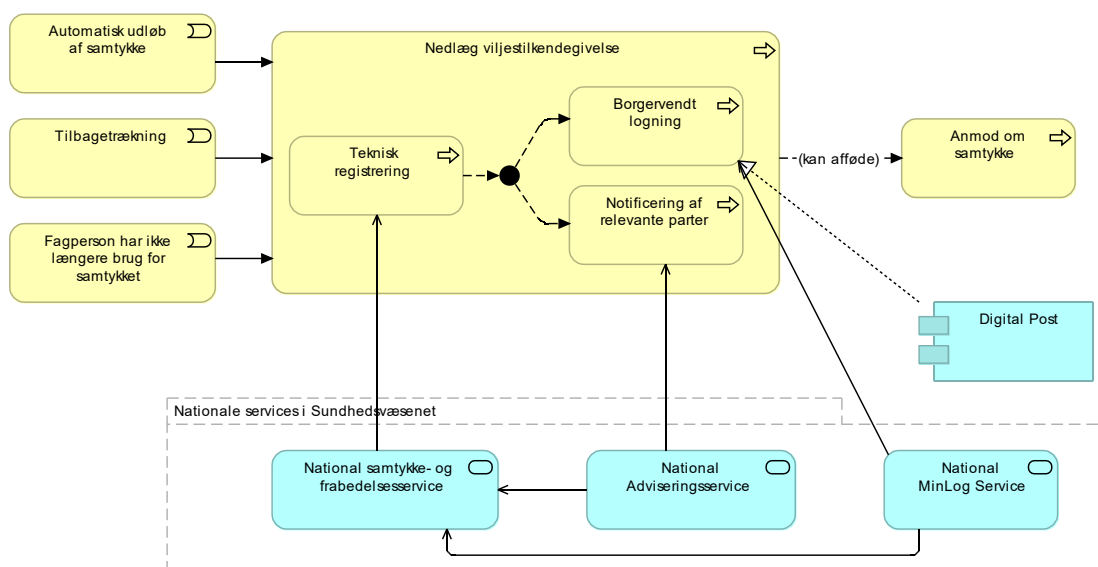 Automatisk udløb
af samtykke
Nedlæg viljestilkendegivelse
Tilbagetrækning
Fagperson har ikke
længere brug for
samtykket
Teknisk
registrering
Borgervendt
logning
Notificering af
relevante parter
(kan afføde)
Anmod om
samtykke
Digital Post
Nationale services i Sundhedsvæsenet
National samtykke- og
frabedelsesservice
National
Adviseringsservice
National
MinLog Service